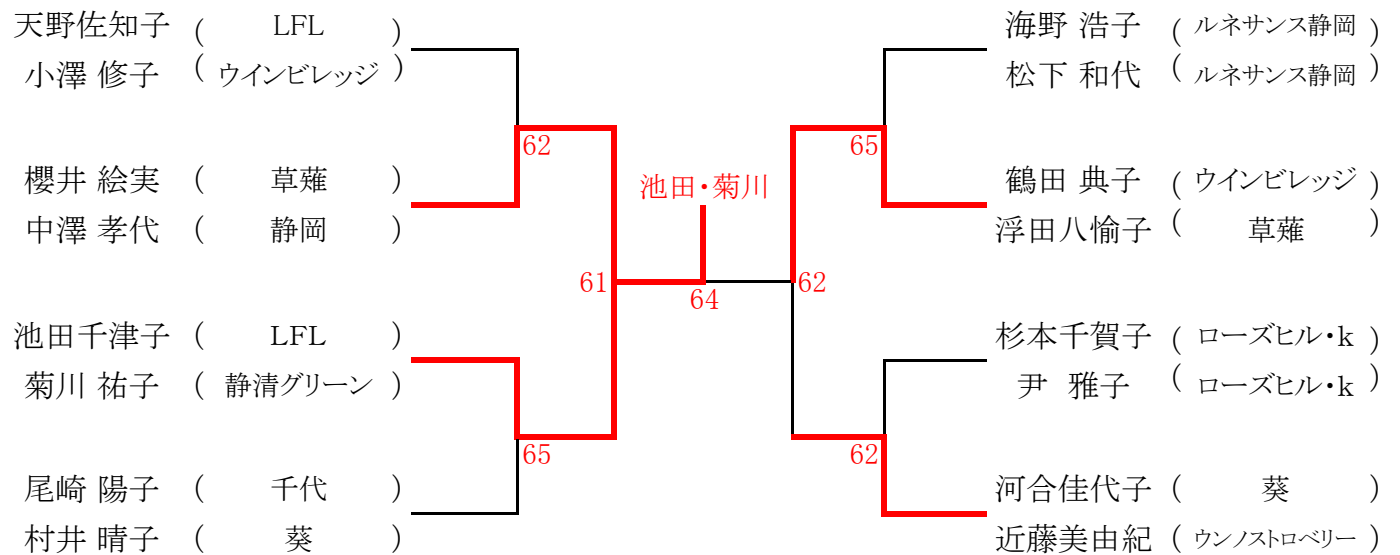 天野佐知子 ( LFL )
小澤 修子 ( ウインビレッジ )
62
櫻井 絵実 ( 草薙 )
中澤 孝代 ( 静岡 )
61
池田千津子 ( LFL )
菊川 祐子 ( 静清グリーン )
65
尾崎 陽子 ( 千代 )
村井 晴子 ( 葵 )
池田・菊川
64
海野 浩子 ( ルネサンス静岡 )
松下 和代 ( ルネサンス静岡 )
65
鶴田 典子 ( ウインビレッジ )
浮田八愉子 ( 草薙 )
62
杉本千賀子 ( ローズヒル・k )
尹 雅子 ( ローズヒル・k )
62
河合佳代子 ( 葵 )
近藤美由紀 ( ウンノストロベリー )